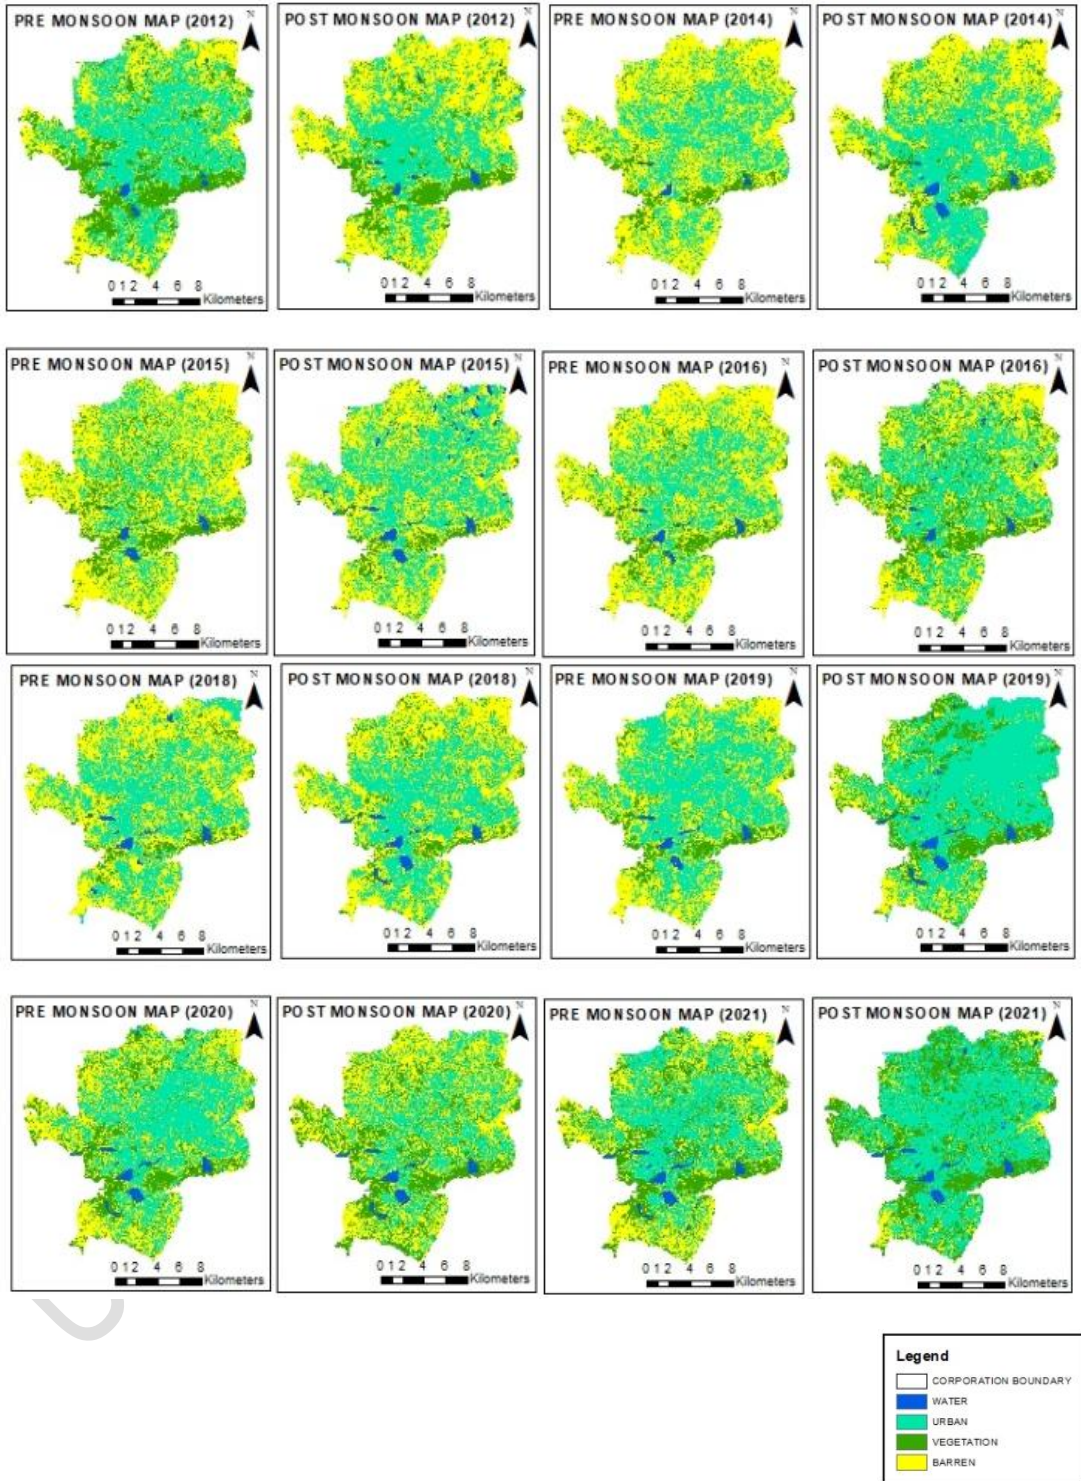 PRE MONSOON MAP (2012)
N
POST MONSOON MAP (2012)
N
PRE MONSOON MAP (2014)
N
POST MONSOON MAP (2014)
N
0 1 2 4 6 8
Kilometers
0 1 2 4 6 8
Kilometers
0 1 2 4 6 8
Kilometers
0 1 2 4 6 8
Kilometers
PRE MONSOON MAP (2015)
N
POST MONSOON MAP (2015)
N
PRE MONSOON MAP (2016)
N
POST MONSOON MAP (2016)
N
0 1 2 4 6 8
Kilometers
0 1 2 4 6 8
Kilometers
0 1 2 4 6 8
Kilometers
0 1 2 4 6 8
Kilometers
PRE MONSOON MAP (2018)
N
POST MONSOON MAP (2018)
N
PRE MONSOON MAP (2019)
N
POST MONSOON MAP (2019)
N
0 1 2 4 6 8
Kilometers
0 1 2 4 6 8
Kilometers
0 1 2 4 6 8
Kilometers
0 1 2 4 6 8
Kilometers
PRE MONSOON MAP (2020)
N
POST MONSOON MAP (2020)
N
PRE MONSOON MAP (2021)
N
POST MONSOON MAP (2021)
N
0 1 2 4 6 8
Kilometers
0 1 2 4 6 8
Kilometers
0 1 2 4 6 8
Kilometers
0 1 2 4 6 8
Kilometers
Legend
CORPORATION BOUNDARY
WATER
URBAN
VEGETATION
BARREN